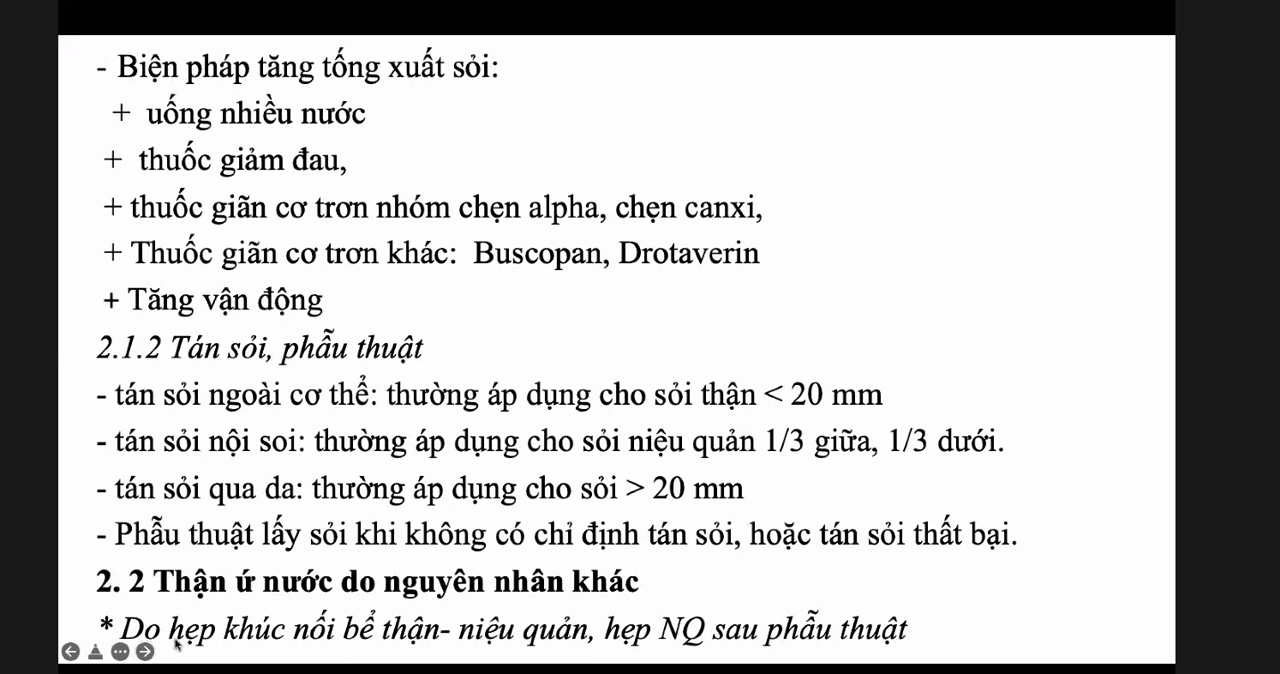 - Biện pháp tăng tống xuất sỏi:
+ uống nhiều nước
+ thuốc giảm đau,
+ thuốc giãn cơ trơn nhóm chẹn alpha, chẹn canxi,
+ Thuốc giãn cơ trơn khác: Buscopan, Drotaverin
+ Tăng vận động
2.1.2 Tán sỏi, phẫu thuật
- tán sỏi ngoài cơ thể: thường áp dụng cho sỏi thận < 20 mm
- tán sỏi nội soi: thường áp dụng cho sỏi niệu quản 1/3 giữa, 1/3 dưới.
- tán sỏi qua da: thường áp dụng cho sỏi > 20 mm
- Phẫu thuật lấy sỏi khi không có chỉ định tán sỏi, hoặc tán sỏi thất bại.
2. 2 Thận ứ nước do nguyên nhân khác
* Do hẹp khúc nối bể thận- niệu quản, hẹp NQ sau phẫu thuật